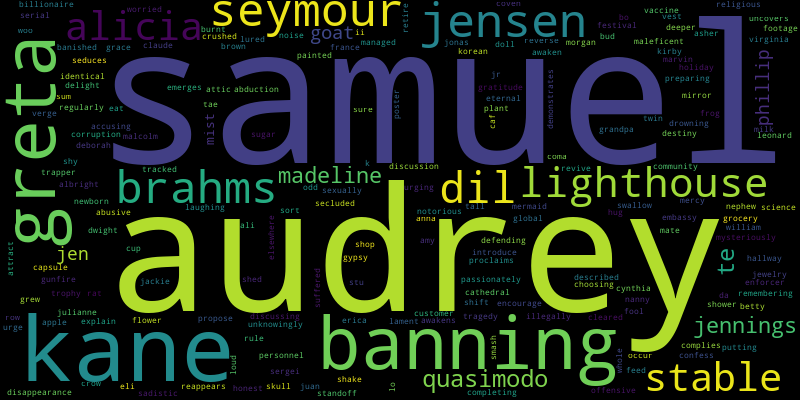 billionaire
serial
woo
alicia
worried
seymour
jensen
coven
retire
bo
vaccine
religious
festival
vest
deeper
uncovers
footage
bud
asher
virginia
banished
grace
claude
burnt
crushed
lured
noise
goat
ii
france
managed
jonas
doll
reverse
morgan
maleficent
kirby
brown
painted
korean
awaken
marvin
seduces
holiday
identical
delight
emerges
attic
abduction
jr
gratitude
eternal
preparing
mirror
phillip
sum
regularly
eat
tae
sure
poster
plant
caf
demonstrates
frog
verge
accusing
mist
twin
drowning
milk
corruption
malcolm
sugar
grandpa
destiny
leonard
deborah
samuel
greta
shy
tracked
k
discussion
coma
revive
community
trapper
albright
brahms
madeline
dil
lighthouse
newborn
odd
sexually
urging
swallow
mercy
abusive
laughing
sort
secluded
notorious
tail
mermaid
hug
embassy
nephew
science
anna
global
grocery
dwight
ali
elsewhere
william
mate
mysteriously
audrey
cup
shop
gypsy
amy
defending
introduce
proclaims
attract
jen
te
hallway
capsule
gunfire
jackie
shed
suffered
stu
passionately
described
choosing
cynthia
jewelry
enforcer
cathedral
nanny
trophy
rat
shift
encourage
da
remembering
grew
shower
betty
julianne
fool
row
urge
apple
explain
flower
propose
discussing
unknowingly
erica
lament
customer
awakens
tragedy
illegally
cleared
jennings
kane
banning
rule
smash
complies
putting
loud
personnel
whole
occur
confess
sergei
feed
crow
eli
reappears
shake
quasimodo
stable
disappearance
sadistic
honest
skull
juan
standoff
lo
completing
offensive